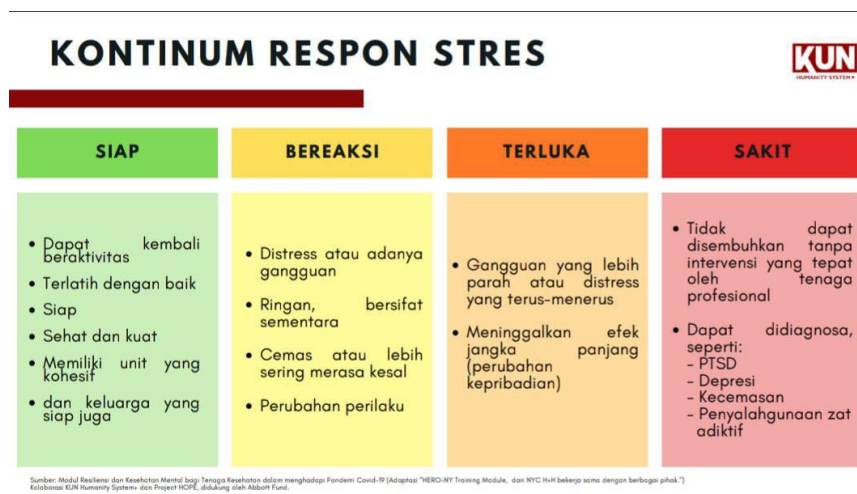 KONTINUM RESPON STRES
KUN
HUMANITY SYSTEM+
SIAP
• Dapat kembali
beraktivitas
• Terlatih dengan baik
• Siap
• Sehat dan kuat
• Memiliki unit yang
kohesif
• dan keluarga yang
siap juga
BEREAKSI
• Distress atau adanya
gangguan
• Ringan, bersifat
sementara
• Cemas atau lebih
sering merasa kesal
• Perubahan perilaku
TERLUKA
• Gangguan yang lebih
parah atau distress
yang terus-menerus
• Meninggalkan efek
jangka panjang
(perubahan
kepribadian)
SAKIT
• Tidak dapat
disembuhkan tanpa
intervensi yang tepat
oleh tenaga
profesional
• Dapat didiagnosa,
seperti:
- PTSD
- Depresi
- Kecemasan
- Penyalahgunaan zat
adiktif
Sumber: Modul Resiliensi dan Kesehatan Mental bagi Tenaga Kesehatan dalam menghadapi Pandemi Covid-19 (Adaptasi "HERO-NY Training Module, dan NYC H+H bekerja sama dengan berbagai pihak.")
Kolaborasi KUN Humanity System+ dan Project HOPE, didukung oleh Abbott Fund.